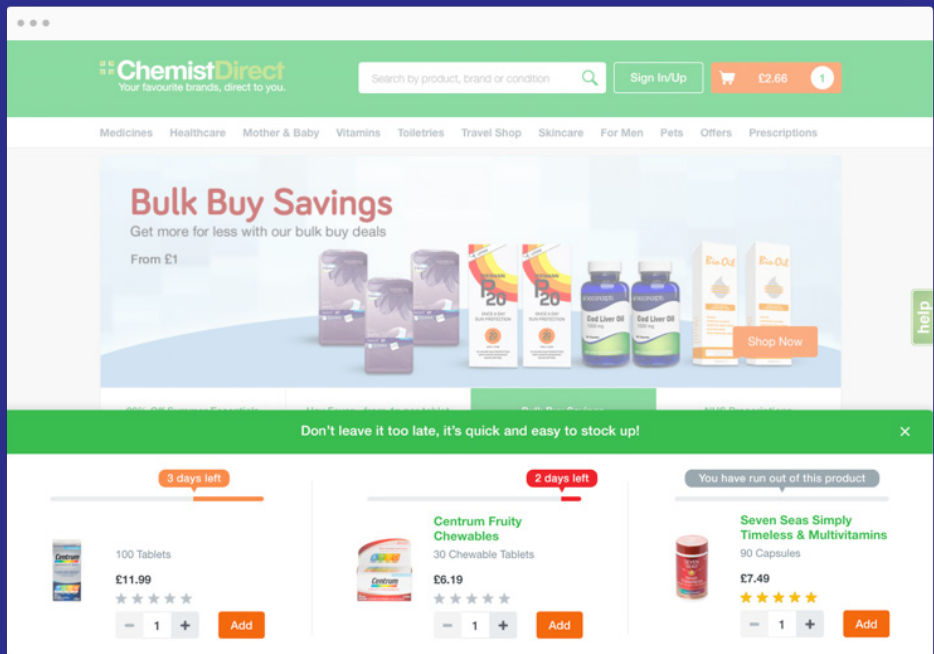 ChemistDirect
Your favourite brands, direct to you.
Search by product, brand or condition
Sign In/Up
£2.66
1
Medicines Healthcare Mother & Baby Vitamins Toiletries Travel Shop Skincare For Men Pets Offers Prescriptions
Bulk Buy Savings
Get more for less with our bulk buy deals
From £1
P20
P20
Cod Liver Oil
Cod Liver Oil
Bio-Oil
Bio-Oil
Shop Now
help
Bulk Buy Savings
Don't leave it too late, it's quick and easy to stock up!
3 days left
2 days left
You have run out of this product
Centrum
100 Tablets
£11.99
1
Add
Centrum Fruity
Chewables
30 Chewable Tablets
Centrum
£6.19
1
Add
Seven Seas Simply
Timeless & Multivitamins
90 Capsules
£7.49
1
Add